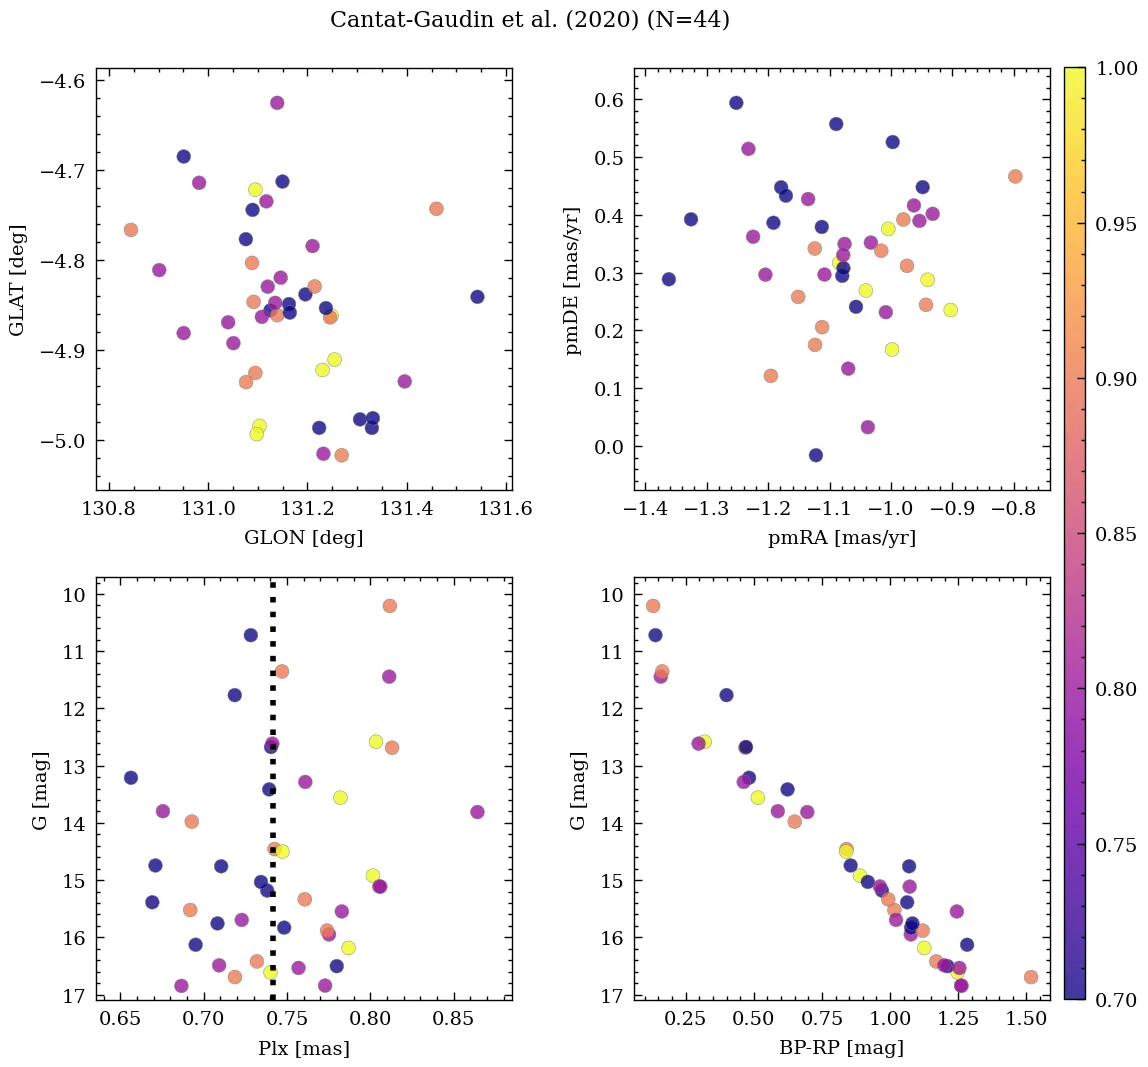 Cantat-Gaudin et al. (2020) (N=44)
−4.6
−4.7
−4.8
−4.9
−5.0
GLAT [deg]
130.8 131.0 131.2 131.4 131.6
GLON [deg]
0.6
0.5
0.4
0.3
0.2
0.1
0.0
pmDE [mas/yr]
−1.4 −1.3 −1.2 −1.1 −1.0 −0.9 −0.8
pmRA [mas/yr]
10
11
12
13
14
15
16
17
G [mag]
0.65 0.70 0.75 0.80 0.85
Plx [mas]
10
11
12
13
14
15
16
17
G [mag]
0.25 0.50 0.75 1.00 1.25 1.50
BP-RP [mag]
1.00
0.95
0.90
0.85
0.80
0.75
0.70